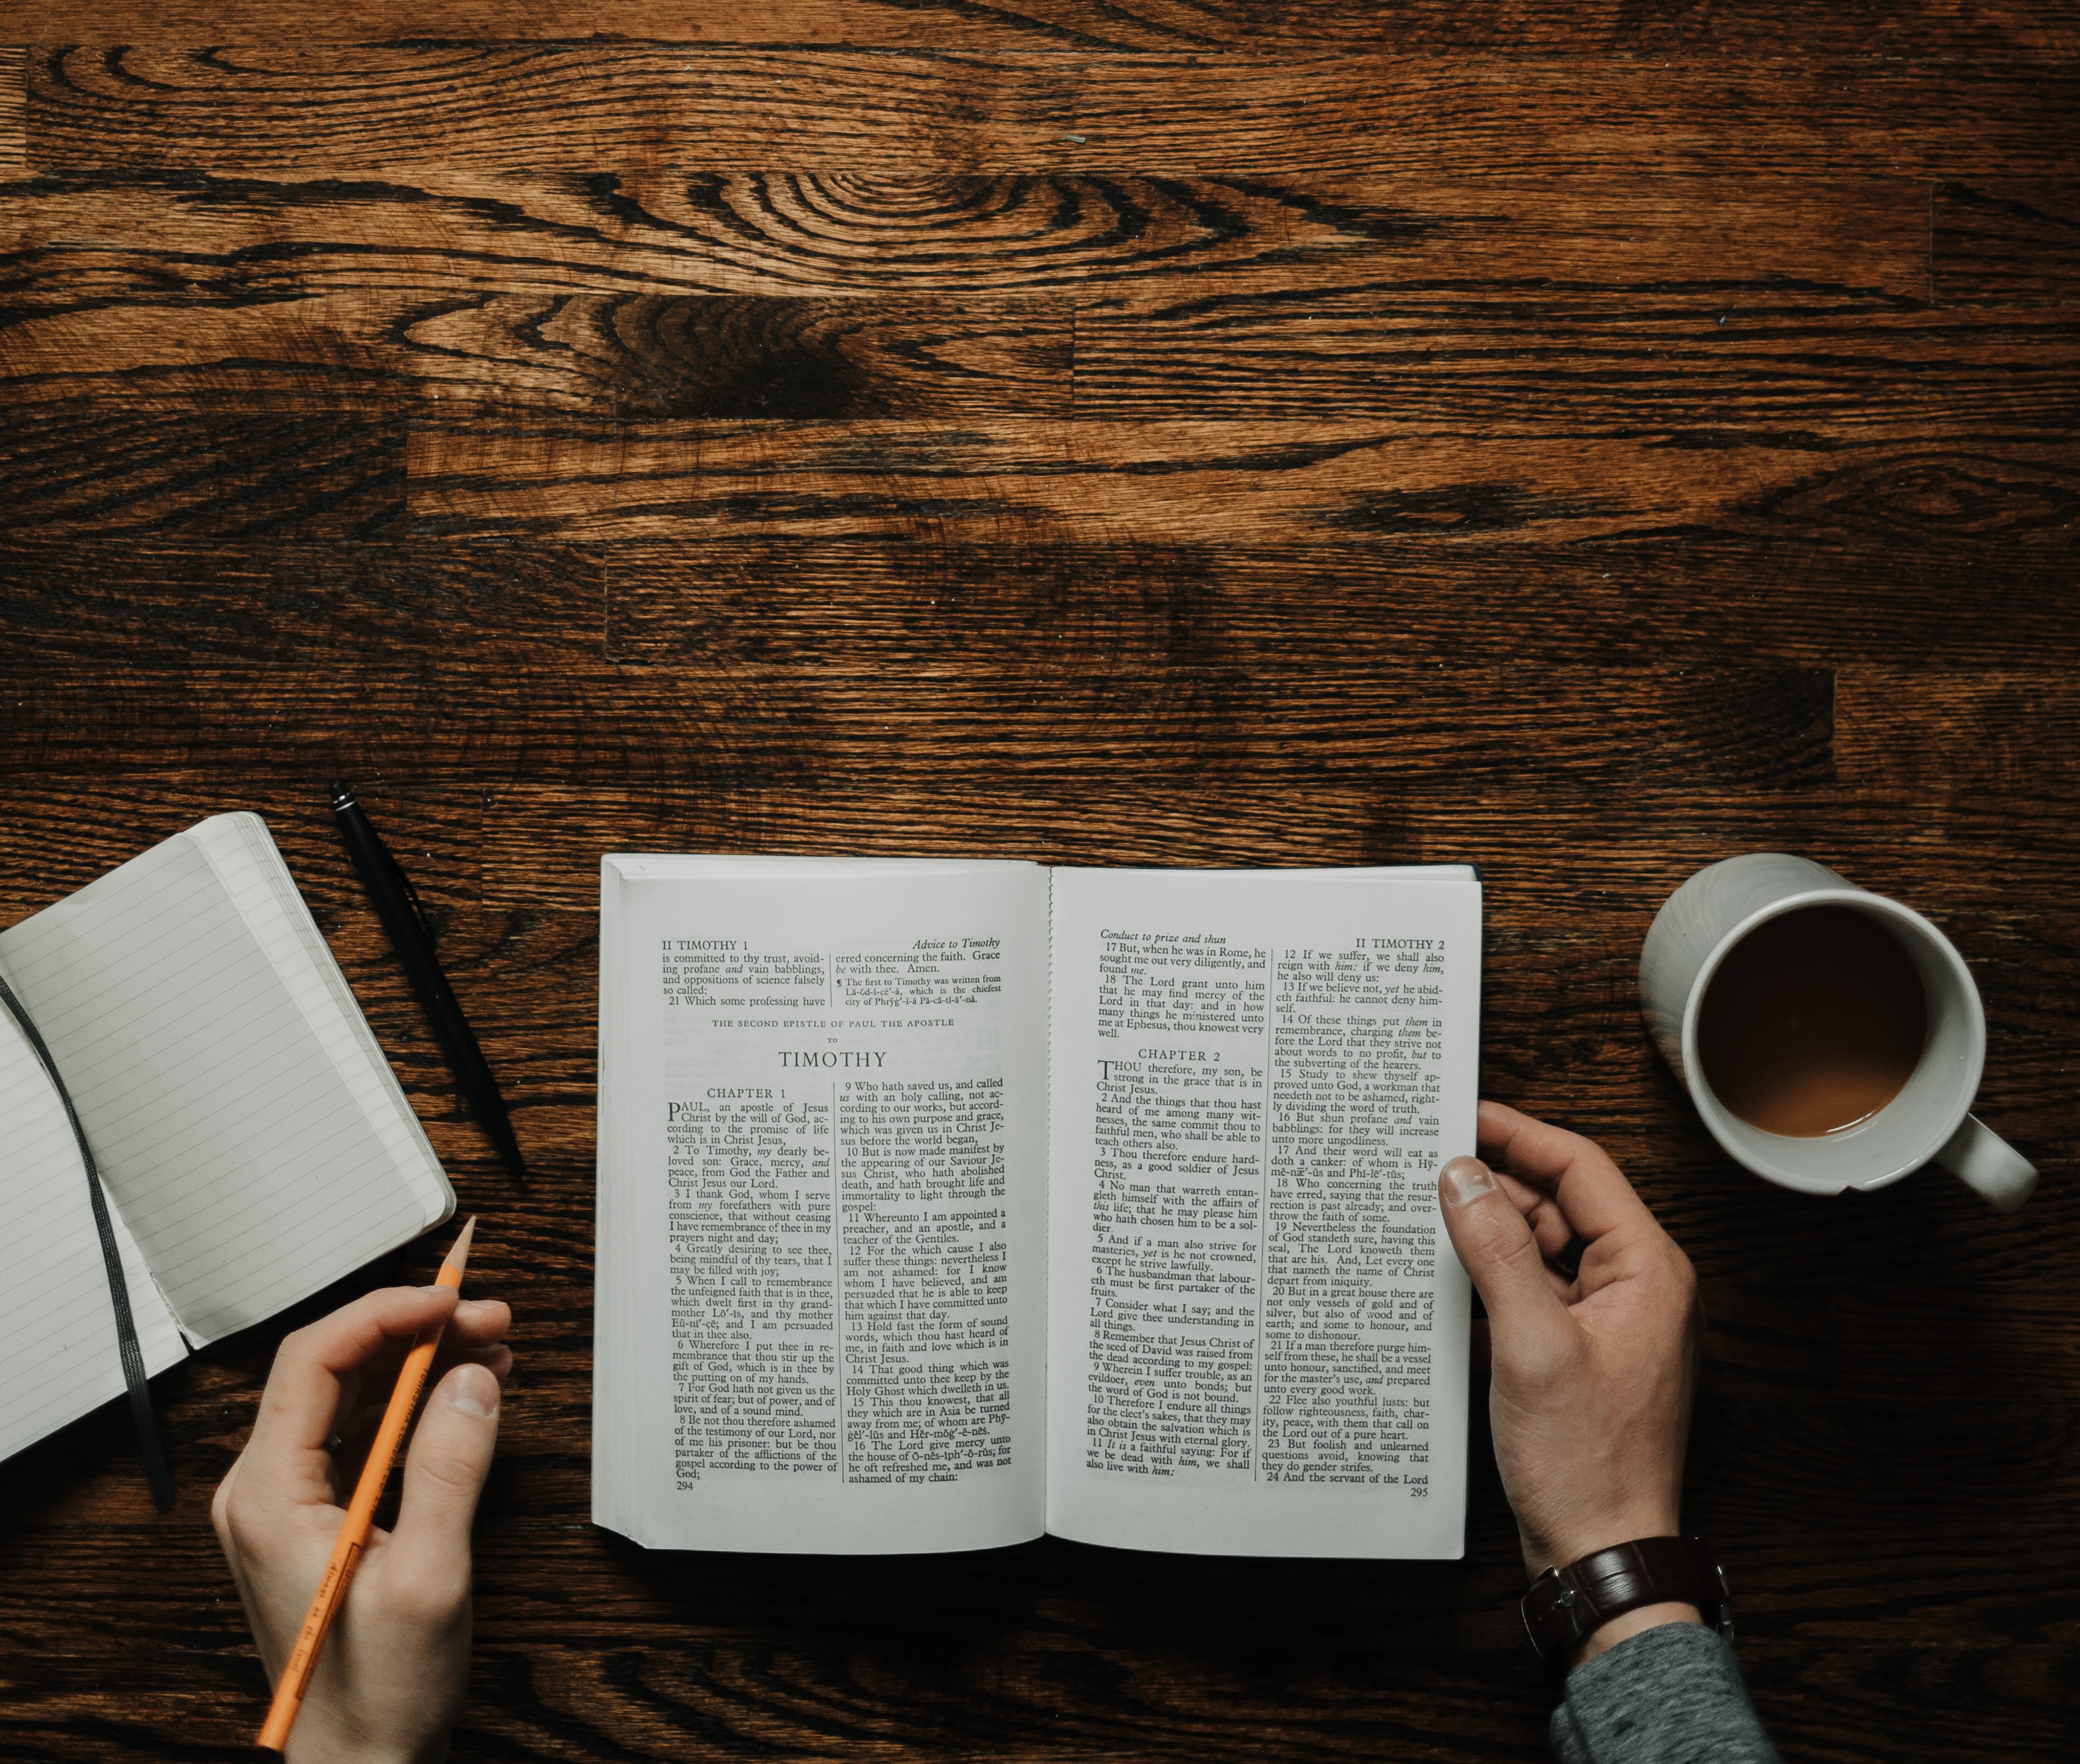 II TIMOTHY 1
Advice to Timothy
is committed to thy trust, avoid-
ing profane and vain babblings,
and oppositions of science falsely
so called:
21 Which some professing have
erred concerning the faith. Grace
be with thee. Amen.
¶ The first to Timothy was written from
Lā-ŏd-ĭ-çē′-ȧ, which is the chiefest
city of Phrȳġ′-ĭ-ȧ Pȧ-cā-tĭ-ā′-nȧ.
THE SECOND EPISTLE OF PAUL THE APOSTLE
TO
TIMOTHY
CHAPTER 1
PAUL, an apostle of Jesus
Christ by the will of God, ac-
cording to the promise of life
which is in Christ Jesus,
2 To Timothy, my dearly be-
loved son: Grace, mercy, and
peace, from God the Father and
Christ Jesus our Lord.
3 I thank God, whom I serve
from my forefathers with pure
conscience, that without ceasing
I have remembrance of thee in my
prayers night and day;
4 Greatly desiring to see thee,
being mindful of thy tears, that I
may be filled with joy;
5 When I call to remembrance
the unfeigned faith that is in thee,
which dwelt first in thy grand-
mother Lō′-ĭs, and thy mother
Eū-nī′-çē; and I am persuaded
that in thee also.
6 Wherefore I put thee in re-
membrance that thou stir up the
gift of God, which is in thee by
the putting on of my hands.
7 For God hath not given us the
spirit of fear; but of power, and of
love, and of a sound mind.
8 Be not thou therefore ashamed
of the testimony of our Lord, nor
of me his prisoner: but be thou
partaker of the afflictions of the
gospel according to the power of
God;
294
9 Who hath saved us, and called
us with an holy calling, not ac-
cording to our works, but accord-
ing to his own purpose and grace,
which was given us in Christ Je-
sus before the world began,
10 But is now made manifest by
the appearing of our Saviour Je-
sus Christ, who hath abolished
death, and hath brought life and
immortality to light through the
gospel:
11 Whereunto I am appointed a
preacher, and an apostle, and a
teacher of the Gentiles.
12 For the which cause I also
suffer these things: nevertheless I
am not ashamed: for I know
whom I have believed, and am
persuaded that he is able to keep
that which I have committed unto
him against that day.
13 Hold fast the form of sound
words, which thou hast heard of
me, in faith and love which is in
Christ Jesus.
14 That good thing which was
committed unto thee keep by the
Holy Ghost which dwelleth in us.
15 This thou knowest, that all
they which are in Asia be turned
away from me; of whom are Phȳ-
ġĕl′-lŭs and Hĕr-mŏġ′-ē-nēs.
16 The Lord give mercy unto
the house of Ŏ-nēs-ĭph′-ŏ-rŭs; for
he oft refreshed me, and was not
ashamed of my chain:
Conduct to prize and shun
II TIMOTHY 2
17 But, when he was in Rome, he
sought me out very diligently, and
found me.
18 The Lord grant unto him
that he may find mercy of the
Lord in that day: and in how
many things he ministered unto
me at Ephesus, thou knowest very
well.
CHAPTER 2
THOU therefore, my son, be
strong in the grace that is in
Christ Jesus.
2 And the things that thou hast
heard of me among many wit-
nesses, the same commit thou to
faithful men, who shall be able to
teach others also.
3 Thou therefore endure hard-
ness, as a good soldier of Jesus
Christ.
4 No man that warreth entan-
gleth himself with the affairs of
this life; that he may please him
who hath chosen him to be a sol-
dier.
5 And if a man also strive for
masteries, yet is he not crowned,
except he strive lawfully.
6 The husbandman that labour-
eth must be first partaker of the
fruits.
7 Consider what I say; and the
Lord give thee understanding in
all things.
8 Remember that Jesus Christ of
the seed of David was raised from
the dead according to my gospel:
9 Wherein I suffer trouble, as an
evildoer, even unto bonds; but
the word of God is not bound.
10 Therefore I endure all things
for the elect's sakes, that they may
also obtain the salvation which is
in Christ Jesus with eternal glory.
11 It is a faithful saying: For if
we be dead with him, we shall
also live with him:
12 If we suffer, we shall also
reign with him: if we deny him,
he also will deny us:
13 If we believe not, yet he abid-
eth faithful: he cannot deny him-
self.
14 Of these things put them in
remembrance, charging them be-
fore the Lord that they strive not
about words to no profit, but to
the subverting of the hearers.
15 Study to shew thyself ap-
proved unto God, a workman that
needeth not to be ashamed, right-
ly dividing the word of truth.
16 But shun profane and vain
babblings: for they will increase
unto more ungodliness.
17 And their word will eat as
doth a canker: of whom is Hȳ-
mē-næ′-ŭs and Phī-lē′-tŭs;
18 Who concerning the truth
have erred, saying that the resur-
rection is past already; and over-
throw the faith of some.
19 Nevertheless the foundation
of God standeth sure, having this
seal, The Lord knoweth them
that are his. And, Let every one
that nameth the name of Christ
depart from iniquity.
20 But in a great house there are
not only vessels of gold and of
silver, but also of wood and of
earth; and some to honour, and
some to dishonour.
21 If a man therefore purge him-
self from these, he shall be a vessel
unto honour, sanctified, and meet
for the master's use, and prepared
unto every good work.
22 Flee also youthful lusts: but
follow righteousness, faith, char-
ity, peace, with them that call on
the Lord out of a pure heart.
23 But foolish and unlearned
questions avoid, knowing that
they do gender strifes.
24 And the servant of the Lord
295